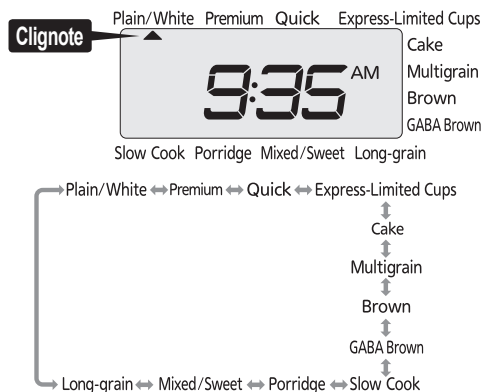 Plain/White Premium Quick Express-Limited Cups
Clignote
Cake
9:35 AM
Multigrain
Brown
GABA Brown
Slow Cook Porridge Mixed/Sweet Long-grain
Plain/White Premium Quick Express-Limited Cups
Cake
Multigrain
Brown
GABA Brown
Long-grain Mixed/Sweet Porridge Slow Cook